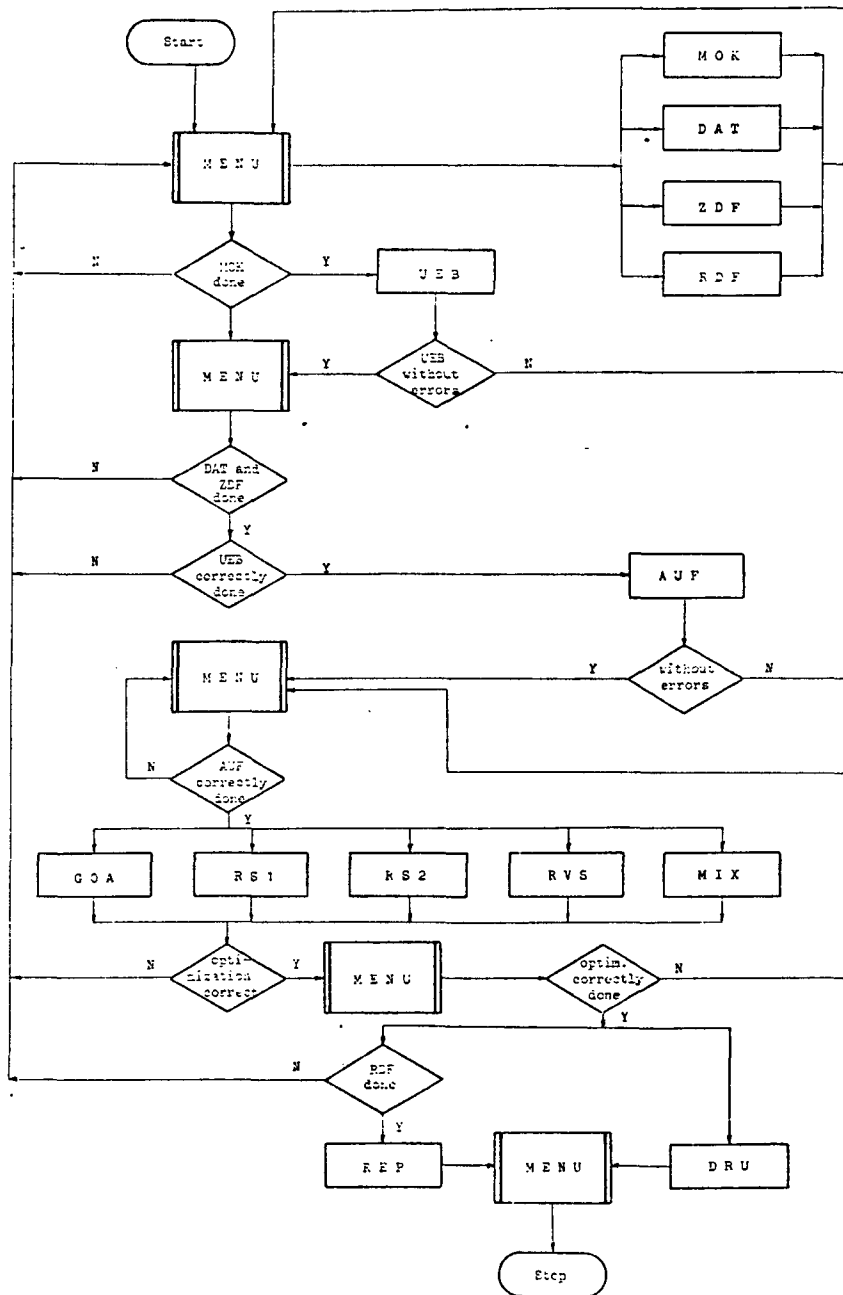 Start
MOK
DAT
MENU
ZDF
RDF
N
MOK
done
Y
UEB
MENU
Y
UEB
without
errors
N
N
DAT and
ZDF
done
Y
N
UEB
correctly
done
Y
AUF
MENU
Y
without
errors
N
N
AUF
correctly
done
Y
GOA
RS1
RS2
RVS
MIX
N
opti-
mization
correct
Y
MENU
optim.
correctly
done
N
Y
N
RDF
done
Y
REP
MENU
DRU
Stop